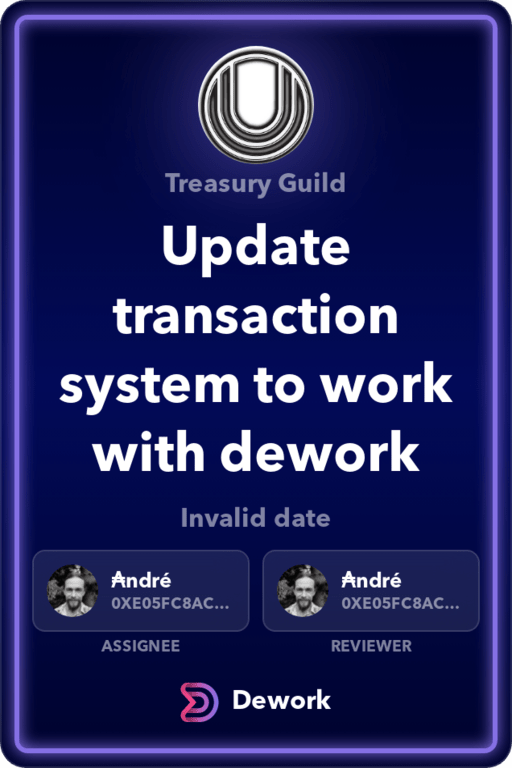 Treasury Guild
Update
transaction
system to work
with dework
Invalid date
₳ndré
0XE05FC8AC...
₳ndré
0XE05FC8AC...
ASSIGNEE
REVIEWER
Dework